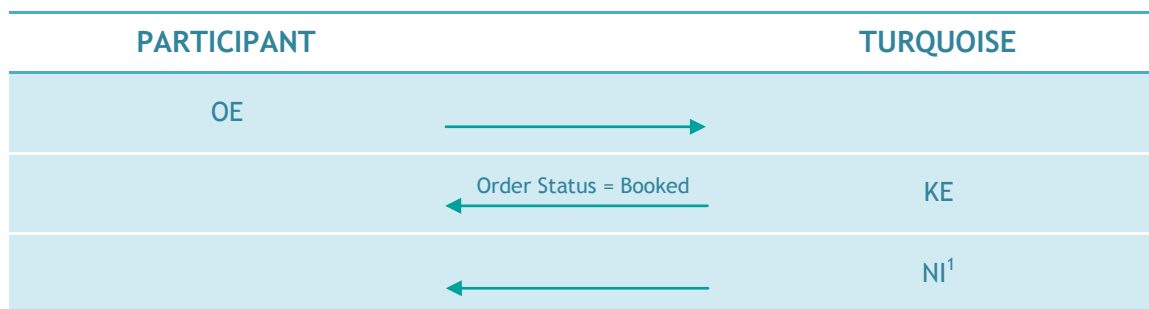 PARTICIPANT TURQUOISE
OE
Order Status = Booked KE
NI¹